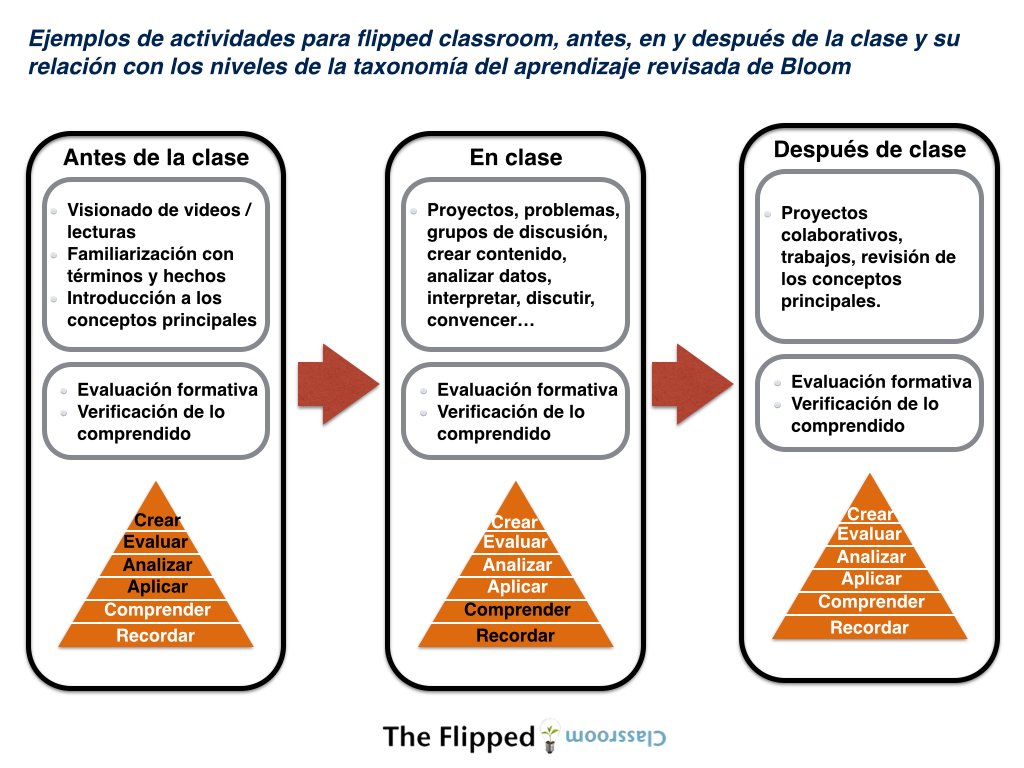 Ejemplos de actividades para flipped classroom, antes, en y después de la clase y su
relación con los niveles de la taxonomía del aprendizaje revisada de Bloom
Antes de la clase
Visionado de videos /
lecturas
Familiarización con
términos y hechos
Introducción a los
conceptos principales
Evaluación formativa
Verificación de lo
comprendido
Crear
Evaluar
Analizar
Aplicar
Comprender
Recordar
En clase
Proyectos, problemas,
grupos de discusión,
crear contenido,
analizar datos,
interpretar, discutir,
convencer…
Evaluación formativa
Verificación de lo
comprendido
Crear
Evaluar
Analizar
Aplicar
Comprender
Recordar
Después de clase
Proyectos
colaborativos,
trabajos, revisión de
los conceptos
principales.
Evaluación formativa
Verificación de lo
comprendido
Crear
Evaluar
Analizar
Aplicar
Comprender
Recordar
The Flipped Classroom